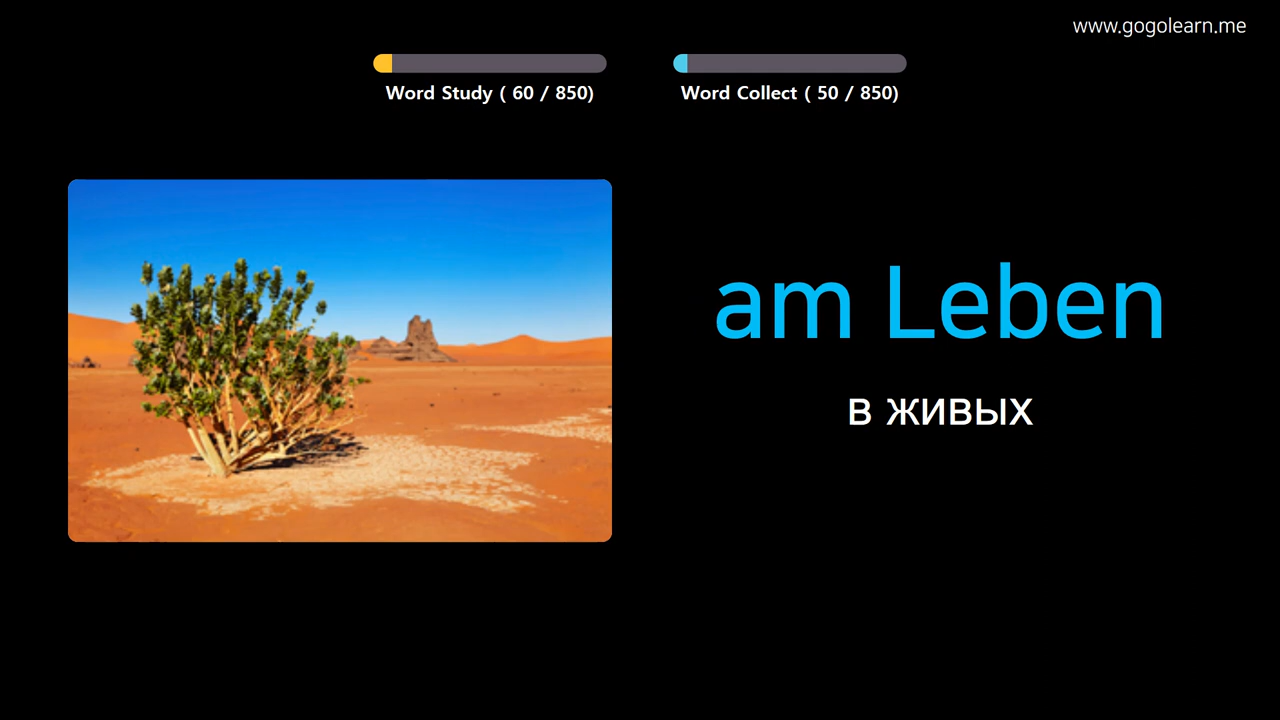 www.gogolearn.me
Word Study ( 60 / 850)
Word Collect ( 50 / 850)
am Leben
в живых